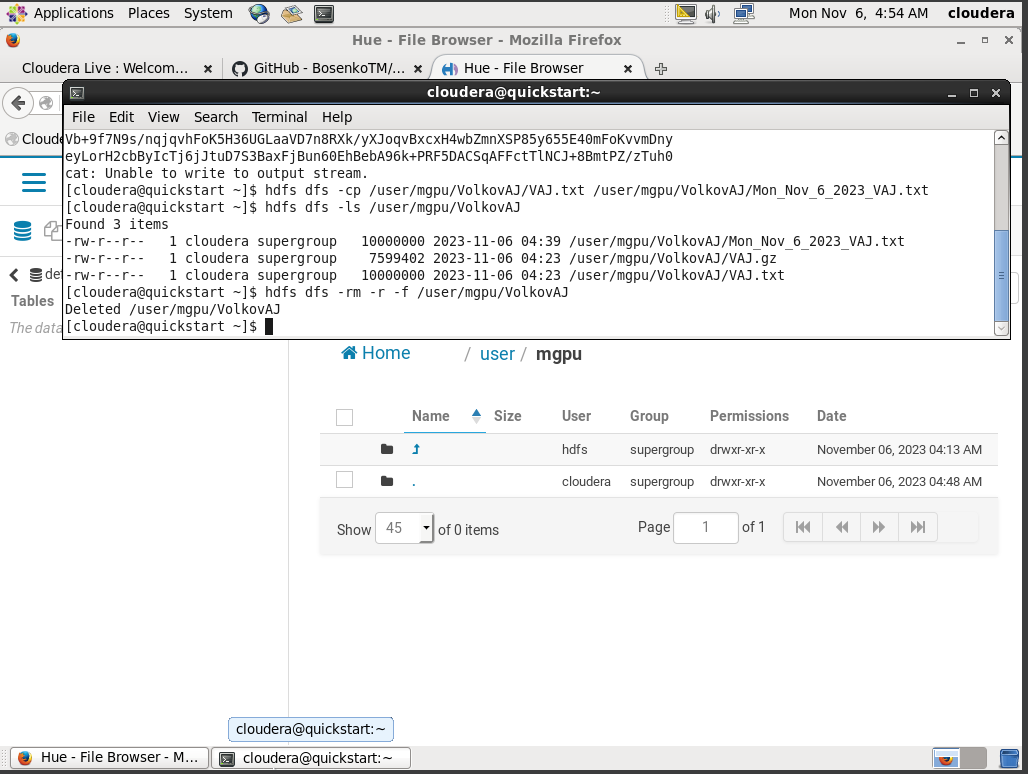 Applications Places System Mon Nov 6, 4:54 AM cloudera
Hue - File Browser - Mozilla Firefox
Cloudera Live : Welcom... GitHub - BosenkoTM/... Hue - File Browser
cloudera@quickstart:~
File Edit View Search Terminal Help
Vb+9f7N9s/nqjqvhFoK5H36UGLaaVD7n8RXk/yXJoqvBxcxH4wbZmnXSP85y655E40mFoKvvmDny
eyLorH2cbByIcTj6jJtuD7S3BaxFjBun60EhBebA96k+PRF5DACSqAFFctTlNCJ+8BmtPZ/zTuh0
cat: Unable to write to output stream.
[cloudera@quickstart ~]$ hdfs dfs -cp /user/mgpu/VolkovAJ/VAJ.txt /user/mgpu/VolkovAJ/Mon_Nov_6_2023_VAJ.txt
[cloudera@quickstart ~]$ hdfs dfs -ls /user/mgpu/VolkovAJ
Found 3 items
-rw-r--r-- 1 cloudera supergroup 10000000 2023-11-06 04:39 /user/mgpu/VolkovAJ/Mon_Nov_6_2023_VAJ.txt
-rw-r--r-- 1 cloudera supergroup 7599402 2023-11-06 04:23 /user/mgpu/VolkovAJ/VAJ.gz
-rw-r--r-- 1 cloudera supergroup 10000000 2023-11-06 04:23 /user/mgpu/VolkovAJ/VAJ.txt
[cloudera@quickstart ~]$ hdfs dfs -rm -r -f /user/mgpu/VolkovAJ
Deleted /user/mgpu/VolkovAJ
[cloudera@quickstart ~]$
Cloude
de
Tables
The data
Home / user / mgpu
Name Size User Group Permissions Date
hdfs supergroup drwxr-xr-x November 06, 2023 04:13 AM
. cloudera supergroup drwxr-xr-x November 06, 2023 04:48 AM
Show 45 of 0 items Page 1 of 1
cloudera@quickstart:~
Hue - File Browser - M... cloudera@quickstart:~